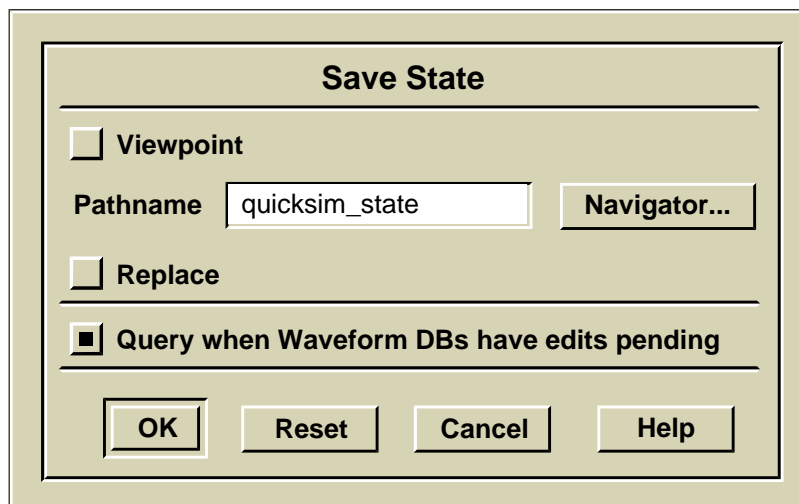 Save State
Viewpoint
Pathname quicksim_state Navigator...
Replace
Query when Waveform DBs have edits pending
OK Reset Cancel Help